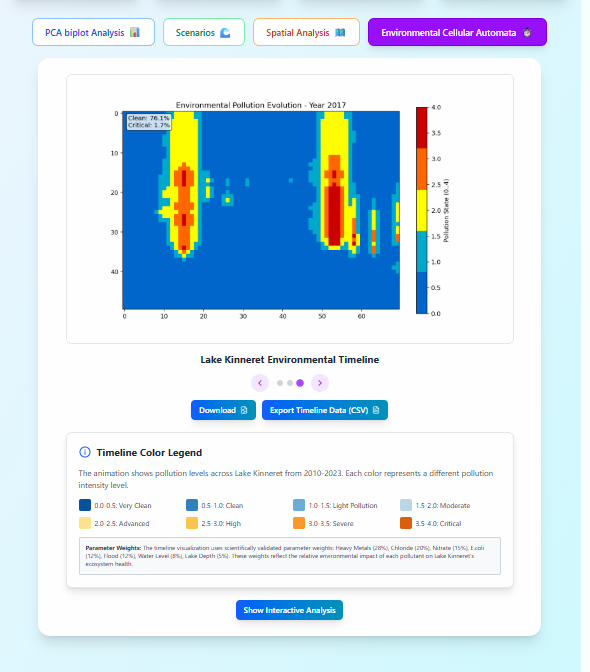 PCA biplot Analysis
Scenarios
Spatial Analysis
Environmental Cellular Automata
Environmental Pollution Evolution - Year 2017
Clean: 76.1%
Critical: 1.7%
0
10
20
30
40
0 10 20 30 40 50 60
4.0
3.5
3.0
2.5
2.0
1.5
1.0
0.5
0.0
Pollution State (0..4)
Lake Kinneret Environmental Timeline
Download
Export Timeline Data (CSV)
Timeline Color Legend
The animation shows pollution levels across Lake Kinneret from 2010-2023. Each color represents a different pollution
intensity level.
0.0-0.5: Very Clean
0.5-1.0: Clean
1.0-1.5: Light Pollution
1.5-2.0: Moderate
2.0-2.5: Advanced
2.5-3.0: High
3.0-3.5: Severe
3.5-4.0: Critical
Parameter Weights: The timeline visualization uses scientifically validated parameter weights: Heavy Metals (28%), Chloride (20%), Nitrate (15%), E.coli
(12%), Flood (12%), Water Level (8%), Lake Depth (5%). These weights reflect the relative environmental impact of each pollutant on Lake Kinneret's
ecosystem health.
Show Interactive Analysis